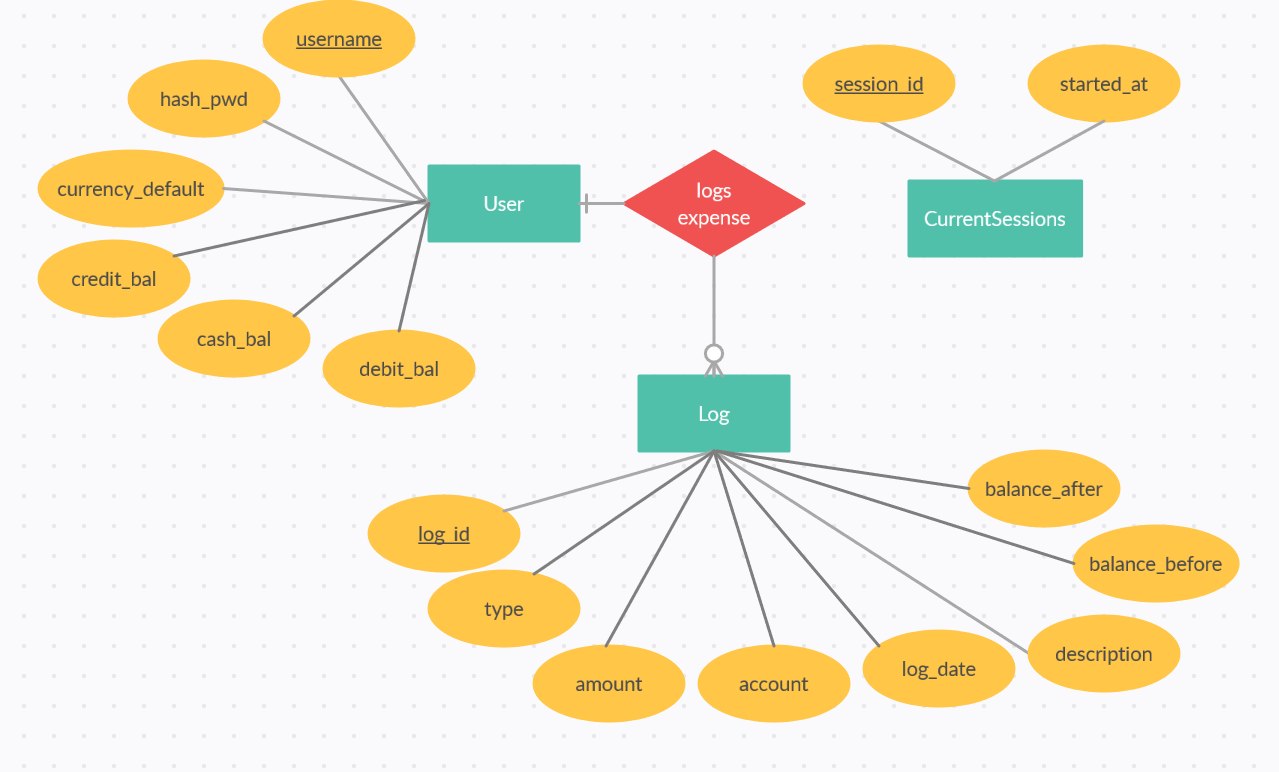 username
hash_pwd
session_id
started_at
currency_default
User
logs
expense
CurrentSessions
credit_bal
cash_bal
debit_bal
Log
balance_after
log_id
balance_before
type
description
amount
account
log_date